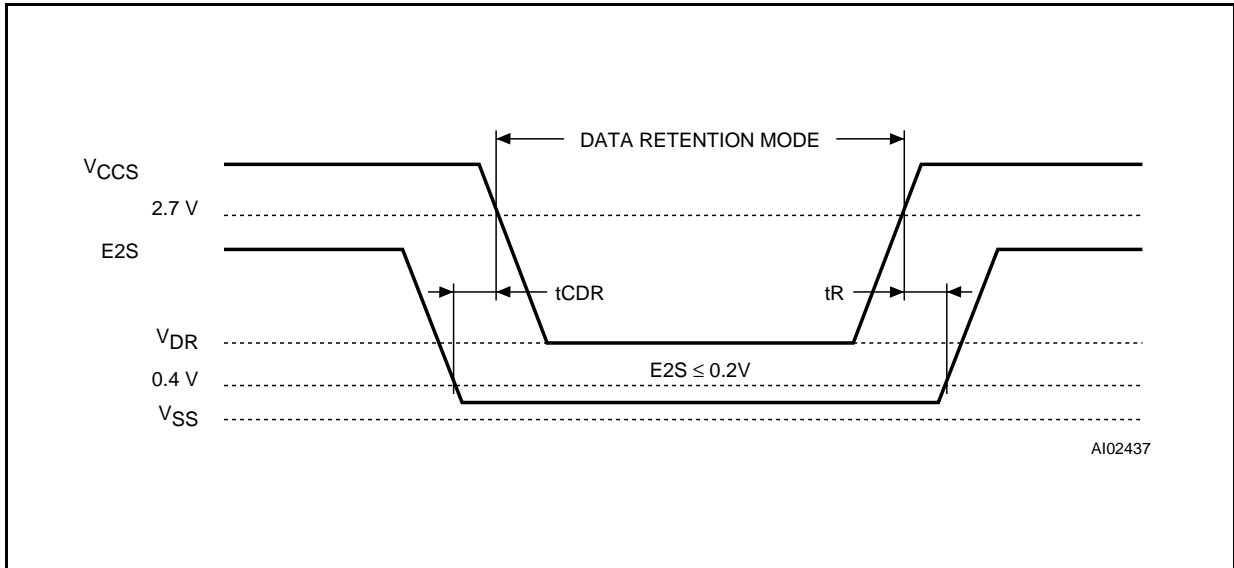 DATA RETENTION MODE
VCCS
2.7 V
E2S
tCDR
tR
VDR
E2S ≤ 0.2V
0.4 V
VSS
AI02437